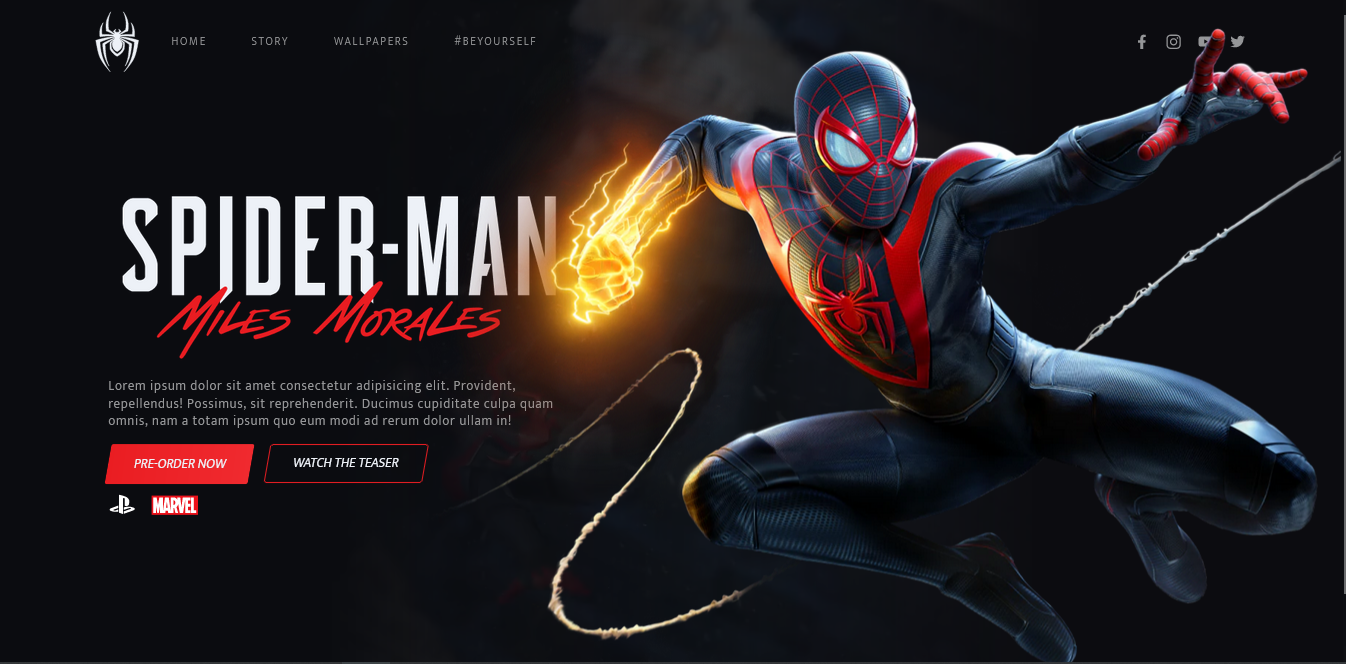 HOME
STORY
WALLPAPERS
#BEYOURSELF
SPIDER-MAN
MILES MORALES
Lorem ipsum dolor sit amet consectetur adipisicing elit. Provident,
repellendus! Possimus, sit reprehenderit. Ducimus cupiditate culpa quam
omnis, nam a totam ipsum quo eum modi ad rerum dolor ullam in!
PRE-ORDER NOW
WATCH THE TEASER
MARVEL